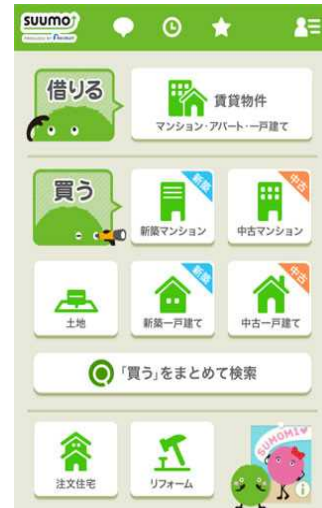 SUUMO
PRODUCED BY Recruit
借りる
賃貸物件
マンション・アパート・一戸建て
買う
新築
新築マンション
中古
中古マンション
土地
新築
新築一戸建て
中古
中古一戸建て
「買う」をまとめて検索
注文住宅
リフォーム
SUMOMI